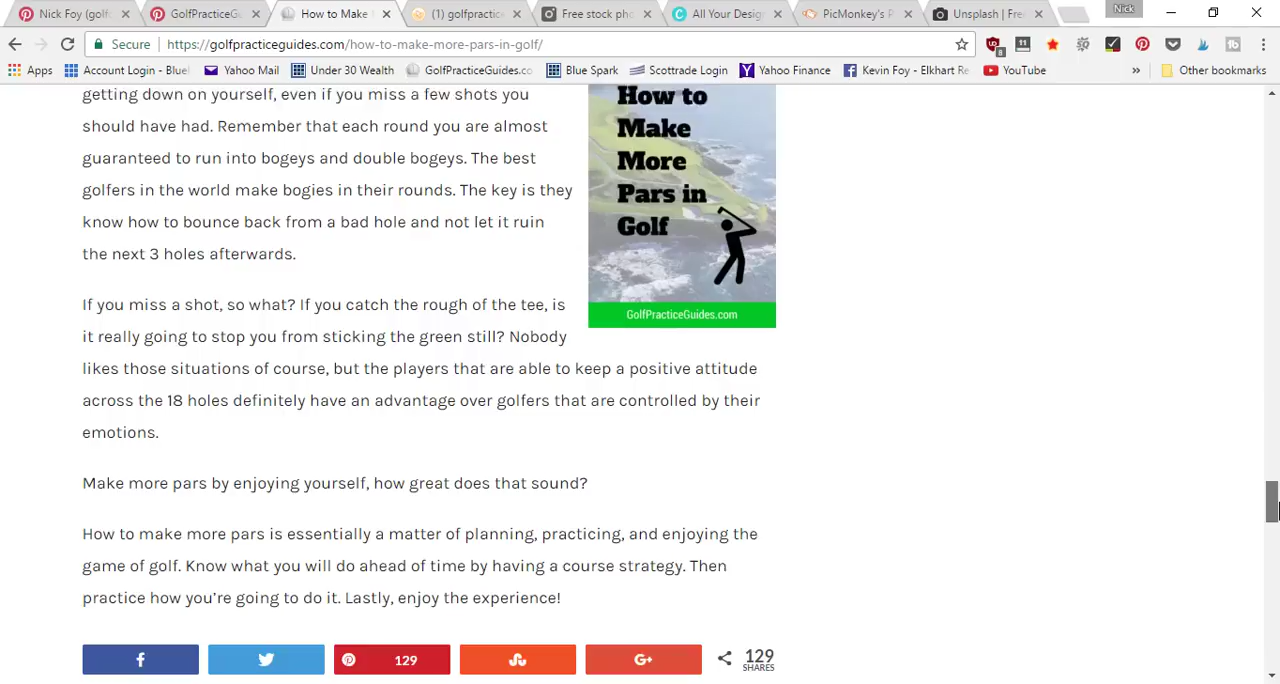 Nick Foy (golf
GolfPracticeG
How to Make
(1) golfpractice
Free stock pho
All Your Desig
PicMonkey's P
Unsplash | Fre
Nick
Secure
https://golfpracticeguides.com/how-to-make-more-pars-in-golf/
8
11
Apps
Account Login - Blue
Yahoo Mail
Under 30 Wealth
GolfPracticeGuides.co
Blue Spark
Scottrade Login
Yahoo Finance
Kevin Foy - Elkhart Re
YouTube
»
Other bookmarks
getting down on yourself, even if you miss a few shots you
should have had. Remember that each round you are almost
guaranteed to run into bogeys and double bogeys. The best
golfers in the world make bogies in their rounds. The key is they
know how to bounce back from a bad hole and not let it ruin
the next 3 holes afterwards.
How to
Make
More
Pars in
Golf
GolfPracticeGuides.com
If you miss a shot, so what? If you catch the rough of the tee, is
it really going to stop you from sticking the green still? Nobody
likes those situations of course, but the players that are able to keep a positive attitude
across the 18 holes definitely have an advantage over golfers that are controlled by their
emotions.
Make more pars by enjoying yourself, how great does that sound?
How to make more pars is essentially a matter of planning, practicing, and enjoying the
game of golf. Know what you will do ahead of time by having a course strategy. Then
practice how you're going to do it. Lastly, enjoy the experience!
129
129
SHARES